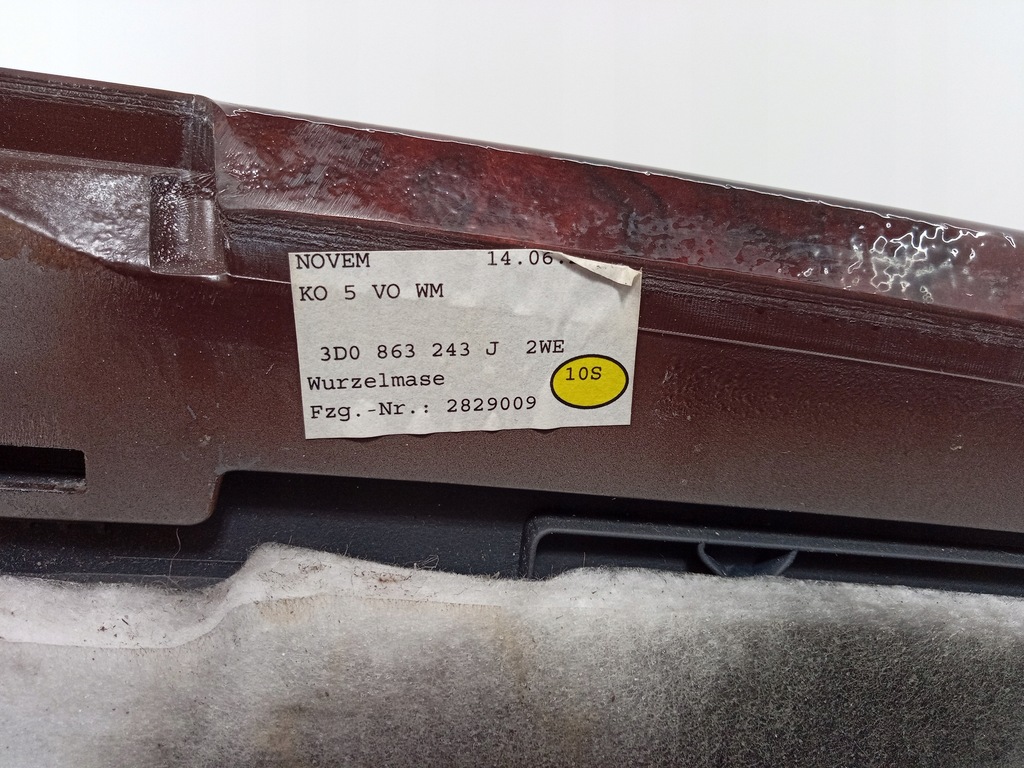 NOVEM 14.06.
KO 5 VO WM
3D0 863 243 J 2WE
Wurzelmase 10S
Fzg.-Nr.: 2829009